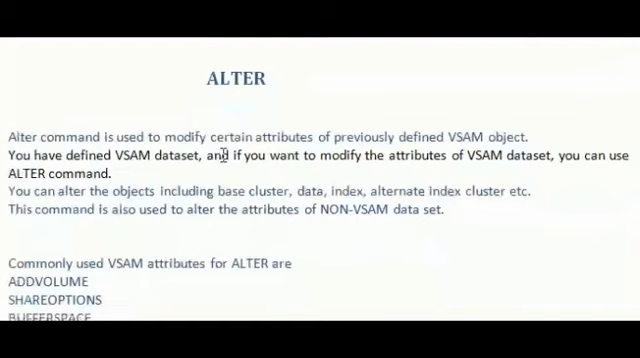 ALTER
Alter command is used to modify certain attributes of previously defined VSAM object.
You have defined VSAM dataset, and if you want to modify the attributes of VSAM dataset, you can use
ALTER command.
You can alter the objects including base cluster, data, index, alternate index cluster etc.
This command is also used to alter the attributes of NON-VSAM data set.
Commonly used VSAM attributes for ALTER are
ADDVOLUME
SHAREOPTIONS
BUFFERSPACE